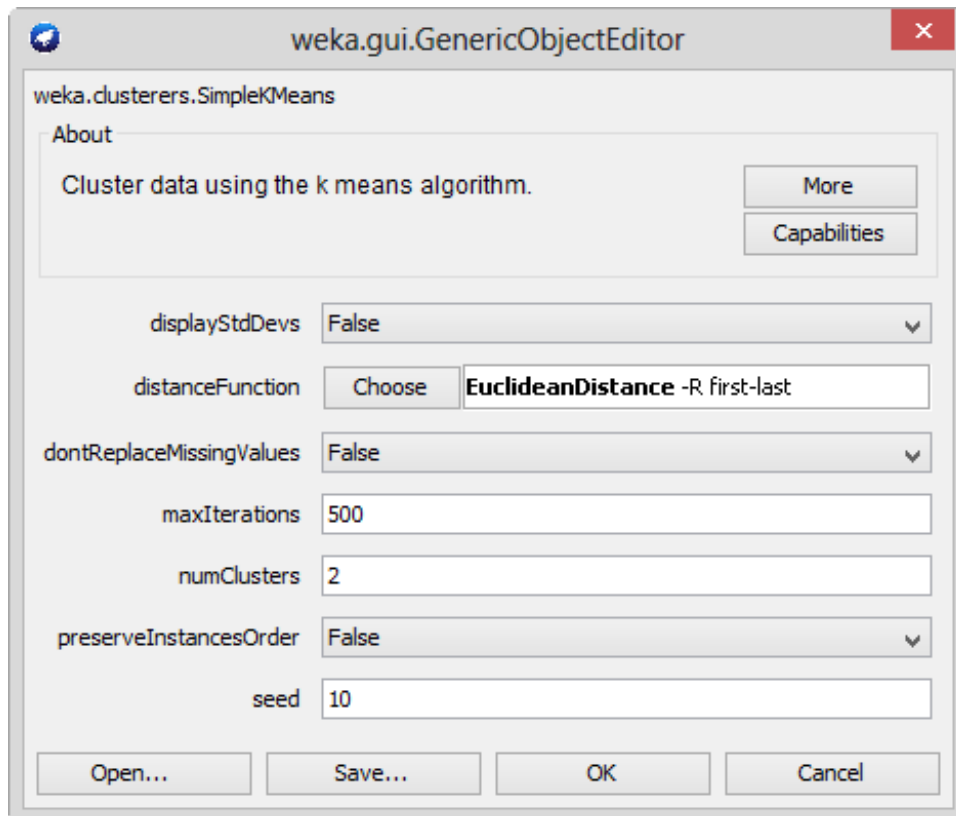 weka.gui.GenericObjectEditor
weka.clusterers.SimpleKMeans
About
Cluster data using the k means algorithm.
More
Capabilities
displayStdDevs False
distanceFunction Choose EuclideanDistance -R first-last
dontReplaceMissingValues False
maxIterations 500
numClusters 2
preserveInstancesOrder False
seed 10
Open... Save... OK Cancel